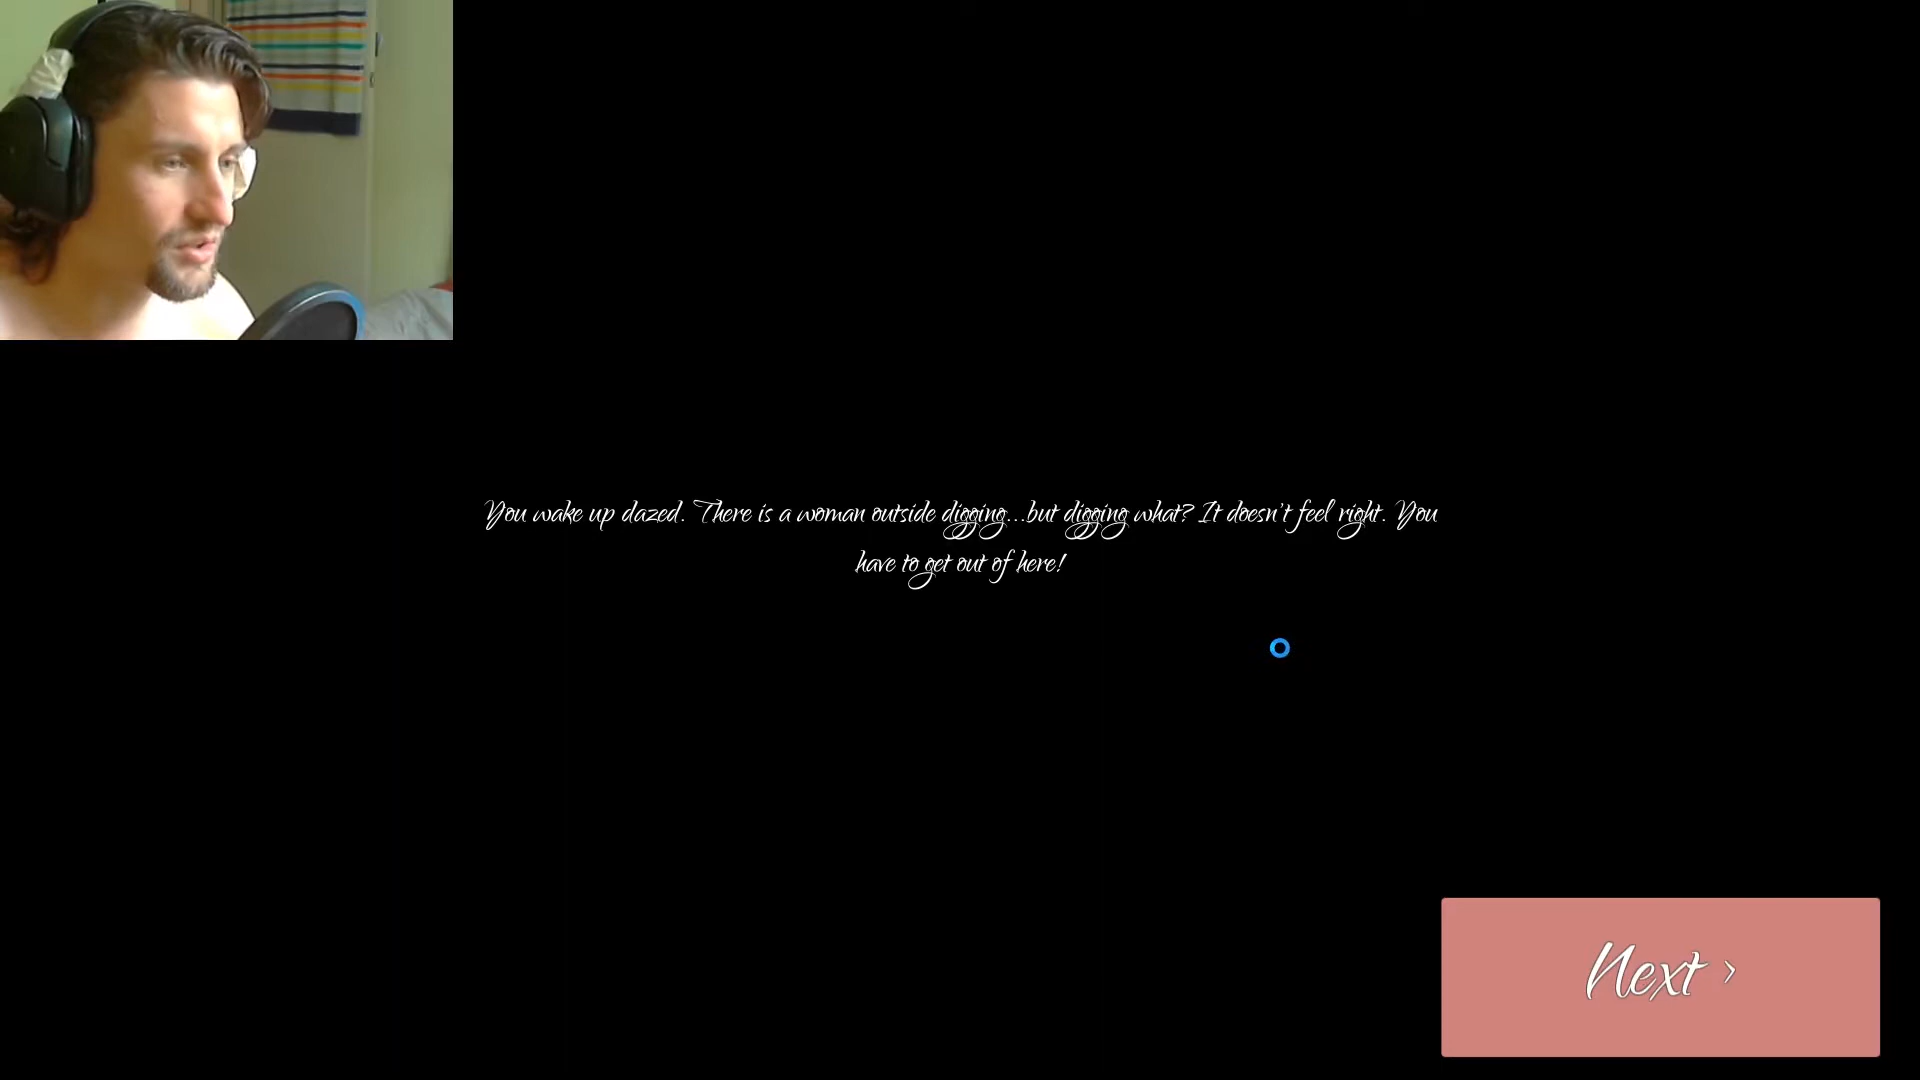 You wake up dazed. There is a woman outside digging...but digging what? It doesn't feel right. You
have to get out of here!
Next >